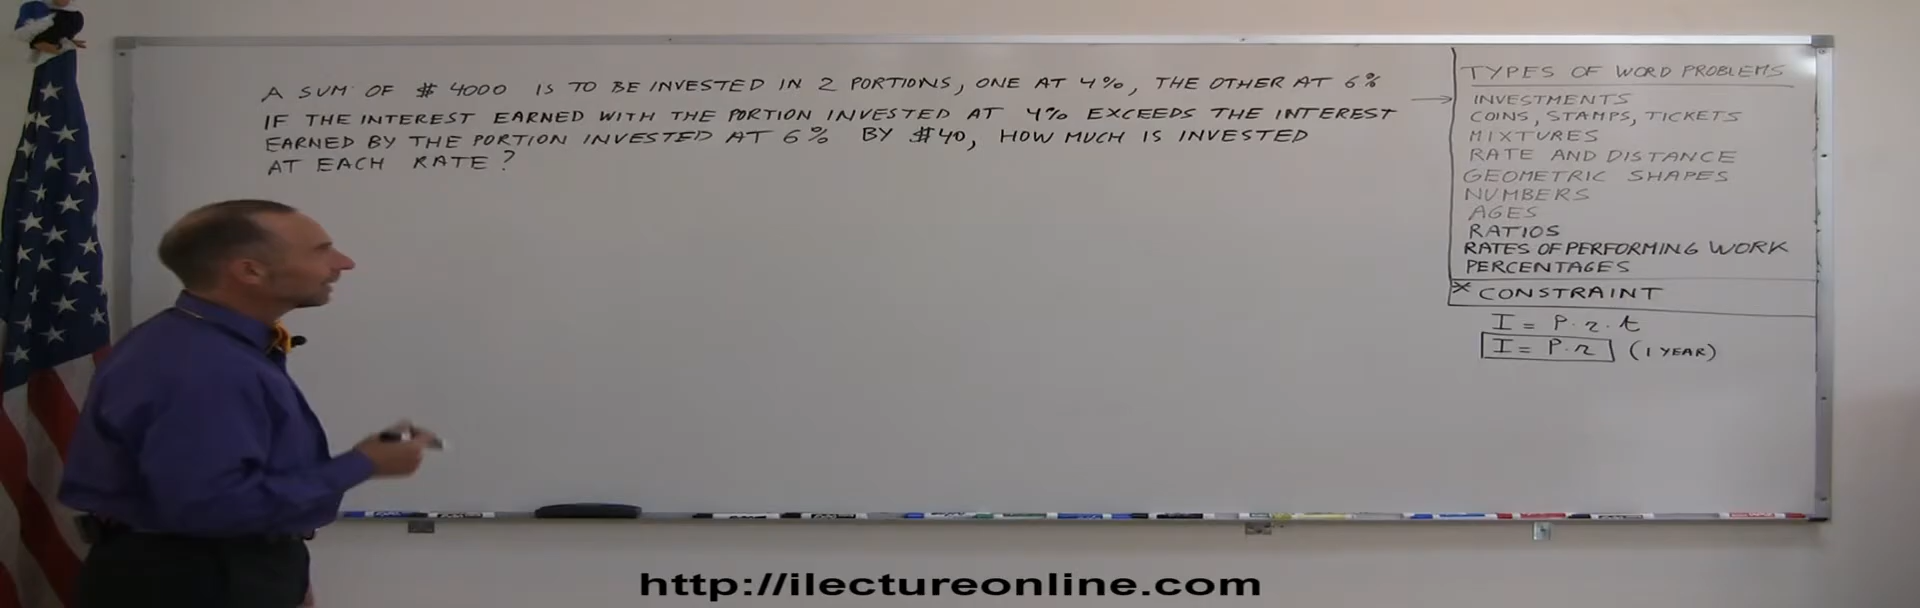 A SUM OF $4000 IS TO BE INVESTED IN 2 PORTIONS, ONE AT 4%, THE OTHER AT 6%
IF THE INTEREST EARNED WITH THE PORTION INVESTED AT 4% EXCEEDS THE INTEREST
EARNED BY THE PORTION INVESTED AT 6% BY $40, HOW MUCH IS INVESTED
AT EACH RATE?
TYPES OF WORD PROBLEMS
→ INVESTMENTS
COINS, STAMPS, TICKETS
MIXTURES
RATE AND DISTANCE
GEOMETRIC SHAPES
NUMBERS
AGES
RATIOS
RATES OF PERFORMING WORK
PERCENTAGES
* CONSTRAINT
I = P·r·t
I = P·r (1 YEAR)
http://ilectureonline.com